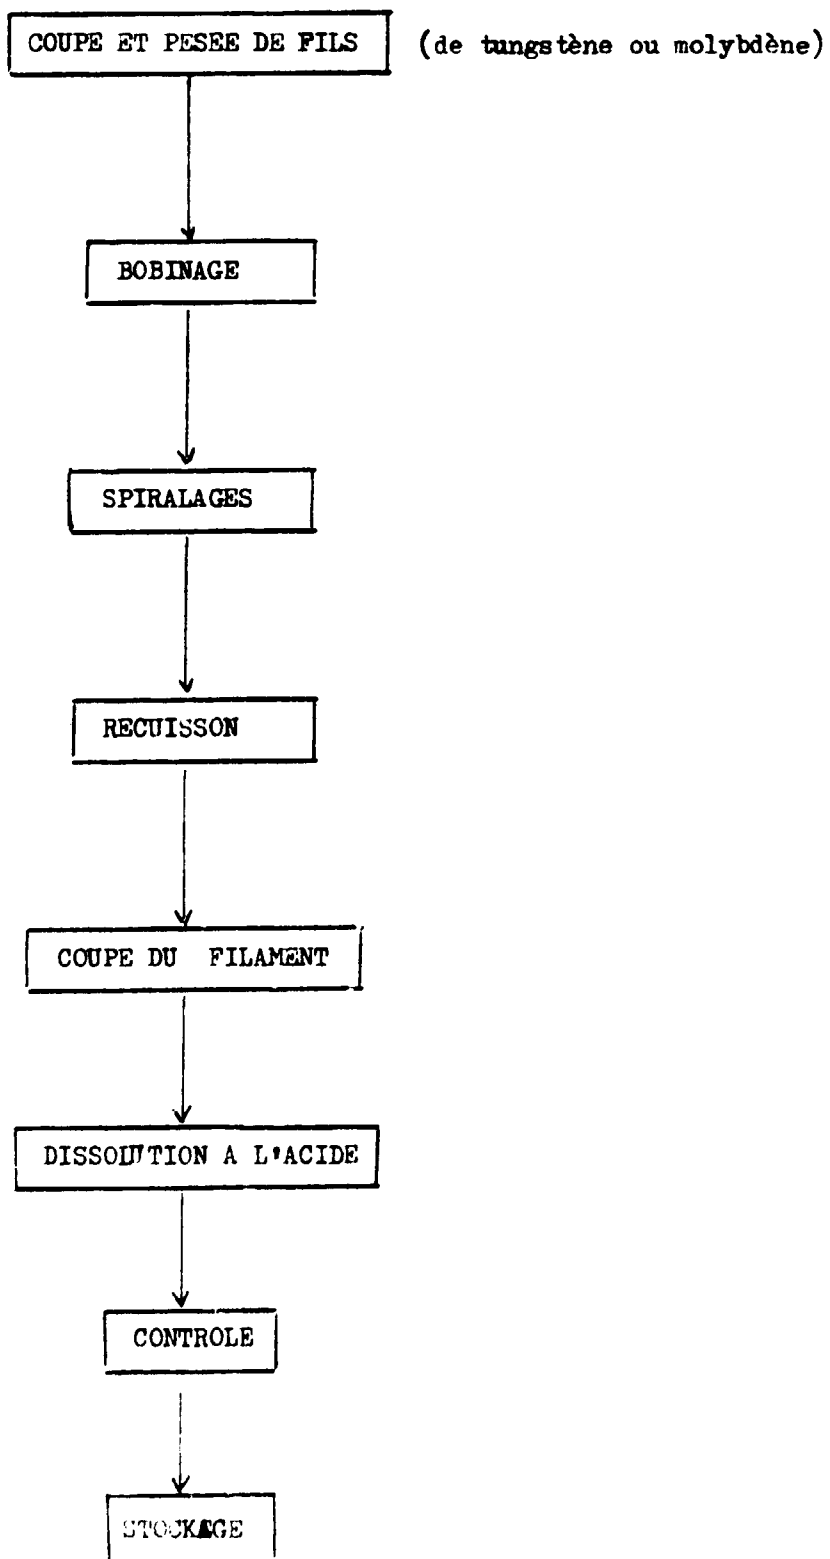 COUPE ET PESEE DE FILS (de tungstène ou molybdène)
BOBINAGE
SPIRALAGES
RECUISSON
COUPE DU FILAMENT
DISSOLUTION A L'ACIDE
CONTROLE
STOCKAGE